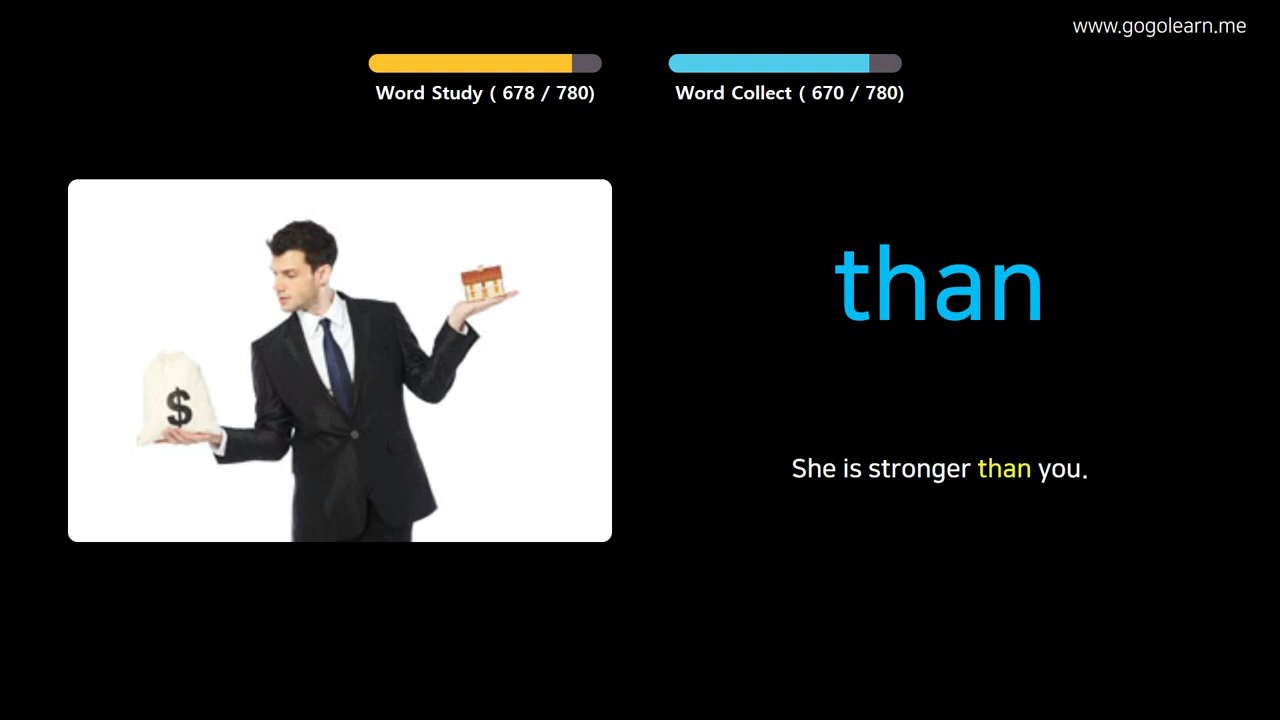 www.gogolearn.me
Word Study ( 678 / 780)
Word Collect ( 670 / 780)
$
than
She is stronger than you.